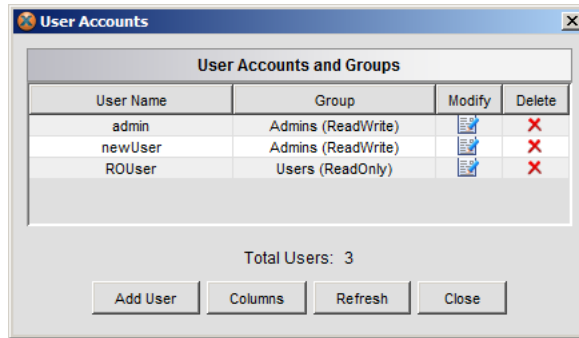 User Accounts
User Accounts and Groups
User Name Group Modify Delete
admin Admins (ReadWrite)
newUser Admins (ReadWrite)
ROUser Users (ReadOnly)
Total Users: 3
Add User Columns Refresh Close